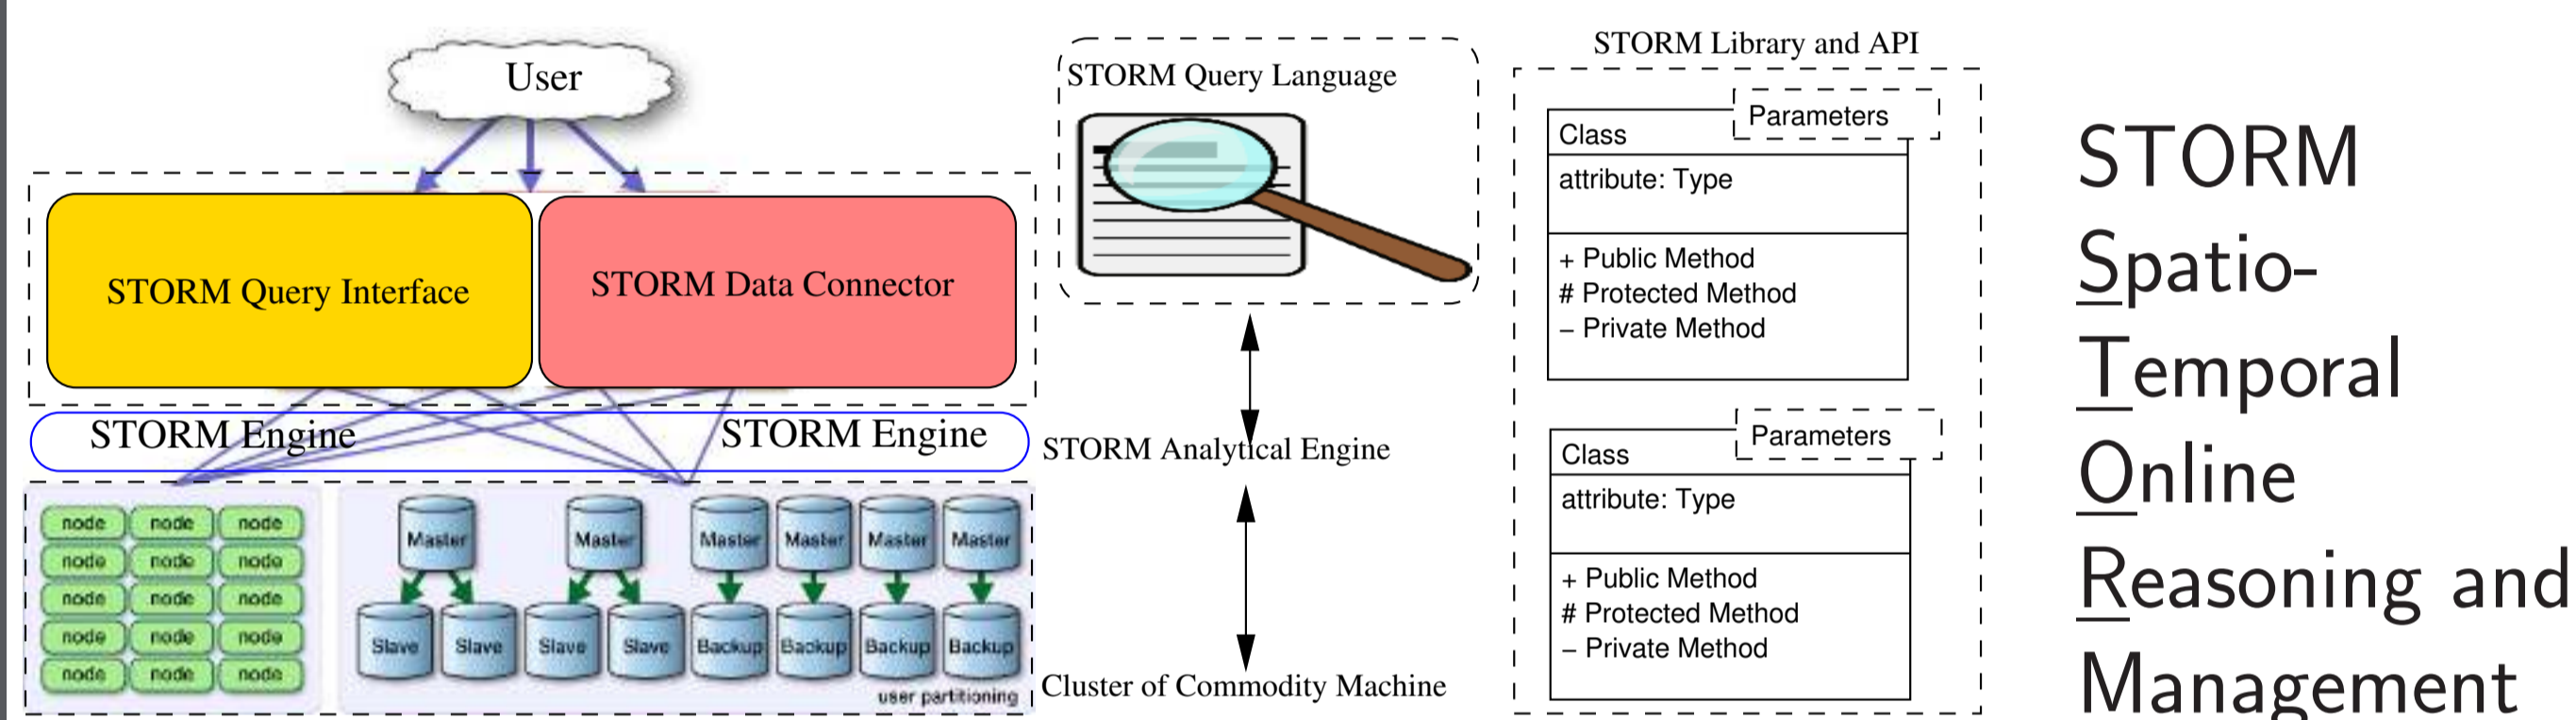 User
STORM Query Interface
STORM Data Connector
STORM Engine
STORM Engine
node node node
node node node
node node node
node node node
node node node
Master Master Master Master Master Master
Slave Slave Slave Slave Backup Backup Backup Backup
user partitioning
STORM Query Language
STORM Analytical Engine
Cluster of Commodity Machine
STORM Library and API
Parameters
Class
attribute: Type
+ Public Method
# Protected Method
– Private Method
Parameters
Class
attribute: Type
+ Public Method
# Protected Method
– Private Method
STORM
Spatio-
Temporal
Online
Reasoning and
Management